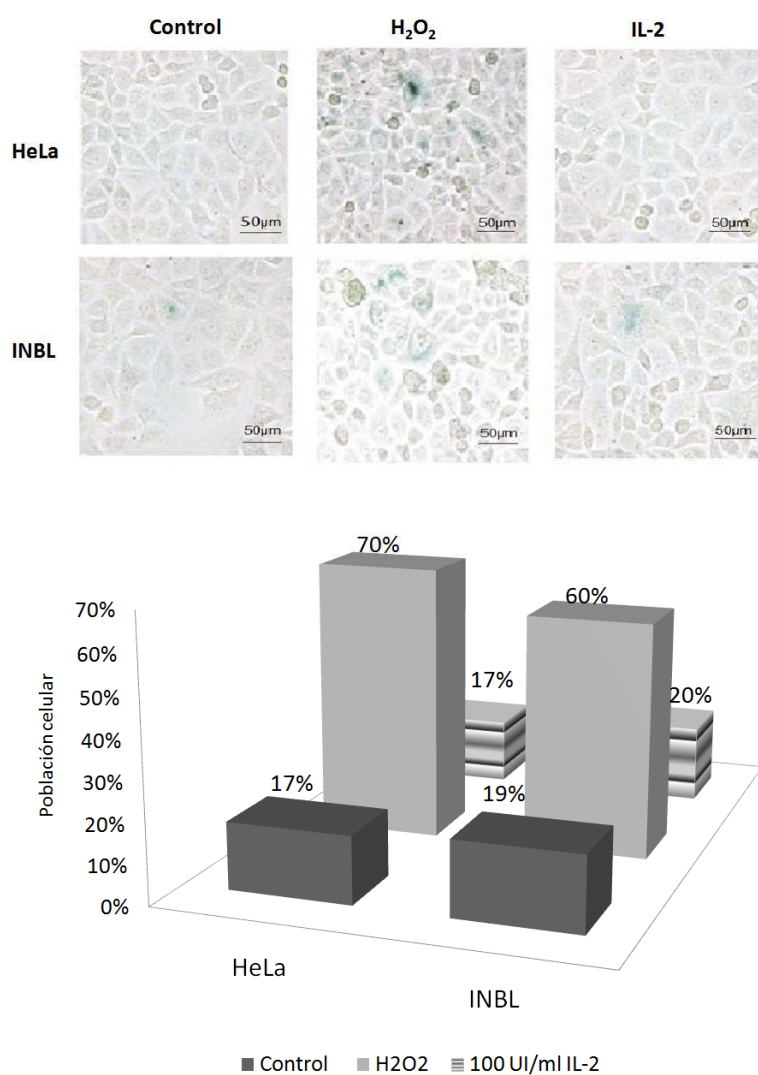 Control H₂O₂ IL-2
HeLa
50µm 50µm 50µm
INBL
50µm 50µm 50µm
70%
60%
70%
60%
50%
40%
30%
20%
10%
0%
Población celular
17%
20%
17%
19%
HeLa
INBL
Control H2O2 100 UI/ml IL-2